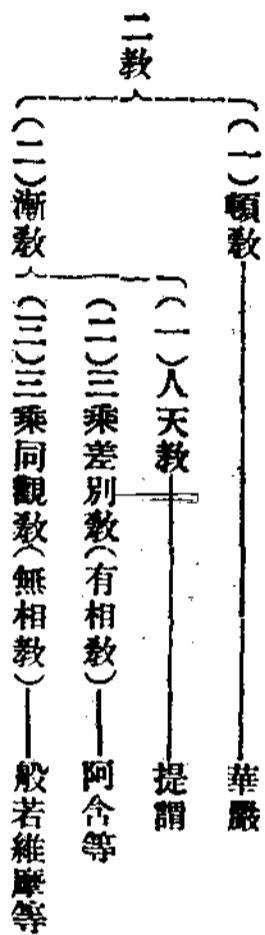 二教
(一)頓教 華嚴
(二)漸教
(一)人天教 提謂
(二)三乘差別教(有相教) 阿含等
(三)三乘同觀教(無相教) 般若維摩等